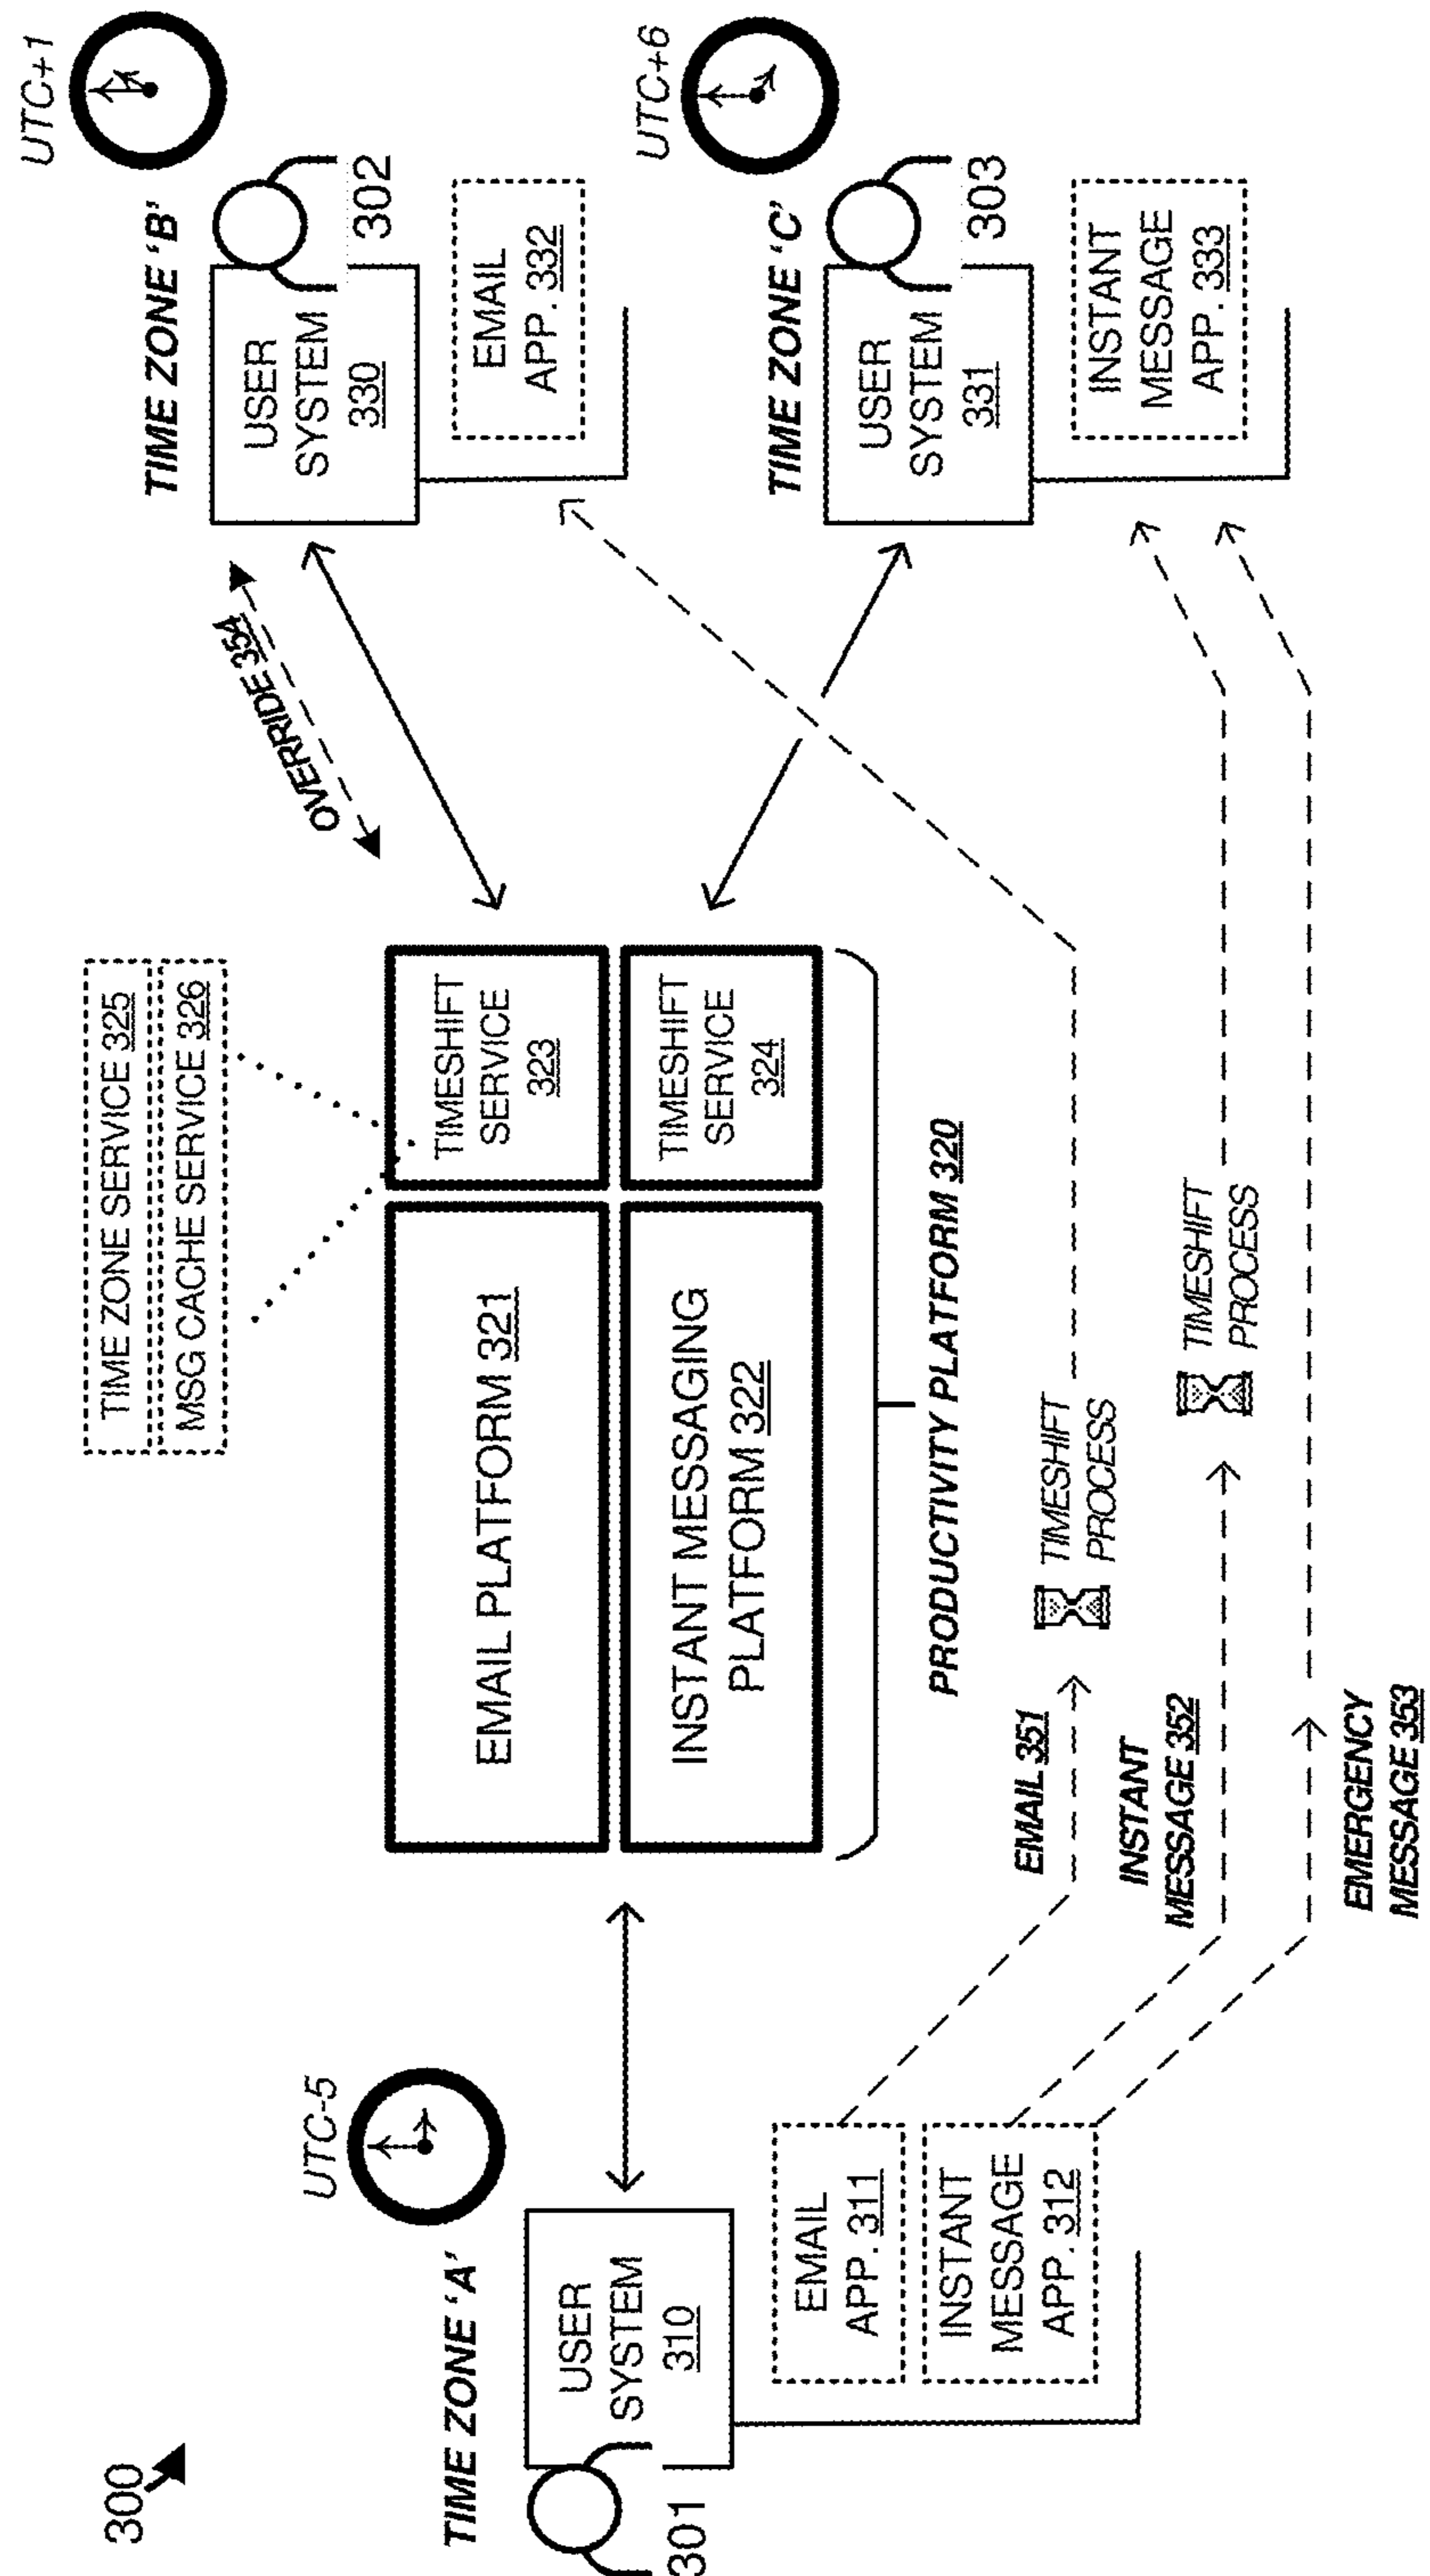 300
TIME ZONE 'A'
UTC-5
301
USER
SYSTEM
310
EMAIL
APP. 311
INSTANT
MESSAGE
APP. 312
TIME ZONE SERVICE 325
MSG CACHE SERVICE 326
EMAIL PLATFORM 321
TIMESHIFT
SERVICE
323
INSTANT MESSAGING
PLATFORM 322
TIMESHIFT
SERVICE
324
PRODUCTIVITY PLATFORM 320
EMAIL 351
TIMESHIFT
PROCESS
INSTANT
MESSAGE 352
TIMESHIFT
PROCESS
EMERGENCY
MESSAGE 353
OVERRIDE 354
UTC+1
TIME ZONE 'B'
USER
SYSTEM
330
302
EMAIL
APP. 332
UTC+6
TIME ZONE 'C'
USER
SYSTEM
331
303
INSTANT
MESSAGE
APP. 333